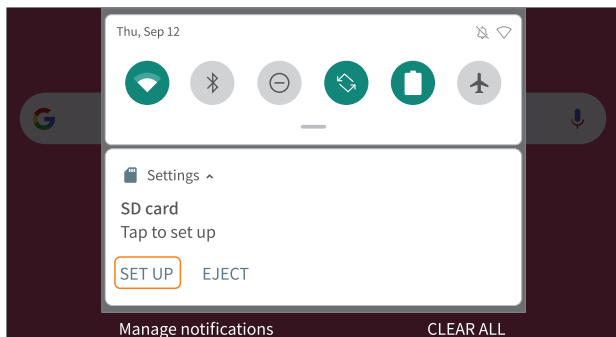 Thu, Sep 12
Settings
SD card
Tap to set up
SET UP EJECT
Manage notifications CLEAR ALL